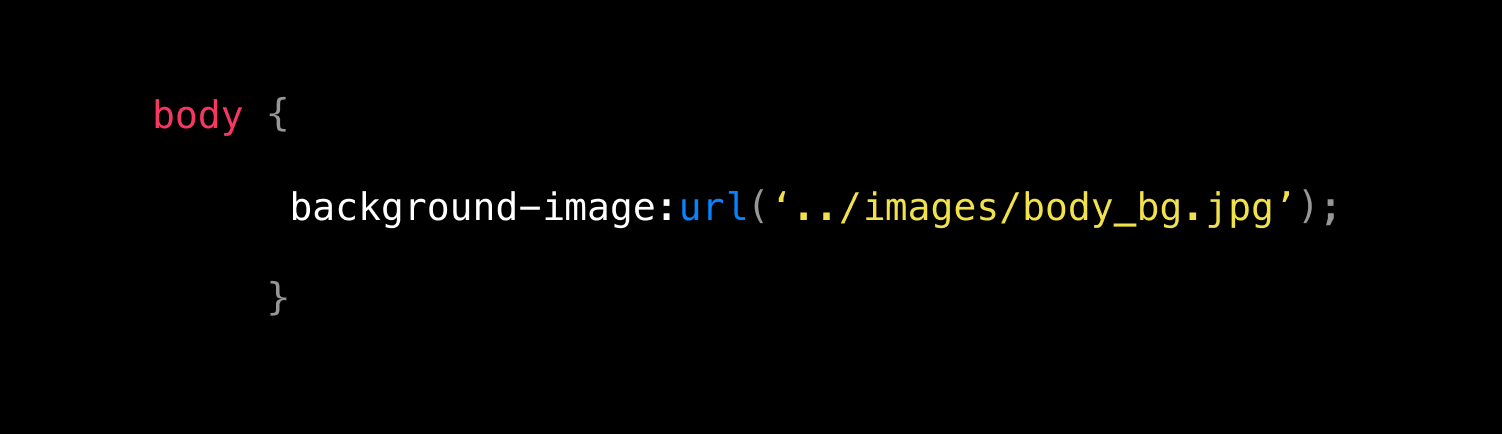 body {
background-image:url(‘../images/body_bg.jpg’);
}